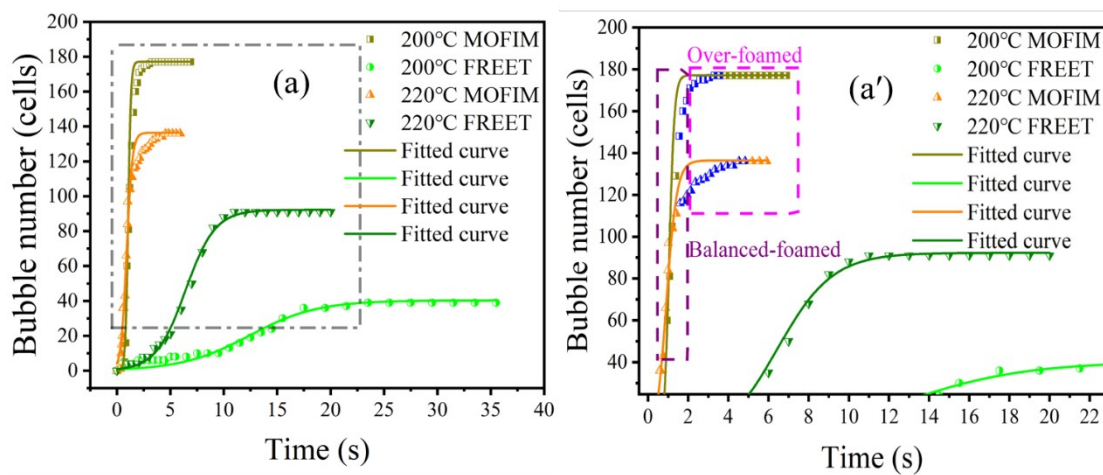 200
180
160
140
120
100
80
60
40
20
0
Bubble number (cells)
(a)
200°C MOFIM
200°C FREET
220°C MOFIM
220°C FREET
Fitted curve
Fitted curve
Fitted curve
Fitted curve
0 5 10 15 20 25 30 35 40
Time (s)
200
180
160
140
120
100
80
60
40
Bubble number (cells)
Over-foamed
(a′)
Balanced-foamed
200°C MOFIM
200°C FREET
220°C MOFIM
220°C FREET
Fitted curve
Fitted curve
Fitted curve
Fitted curve
0 2 4 6 8 10 12 14 16 18 20 22
Time (s)